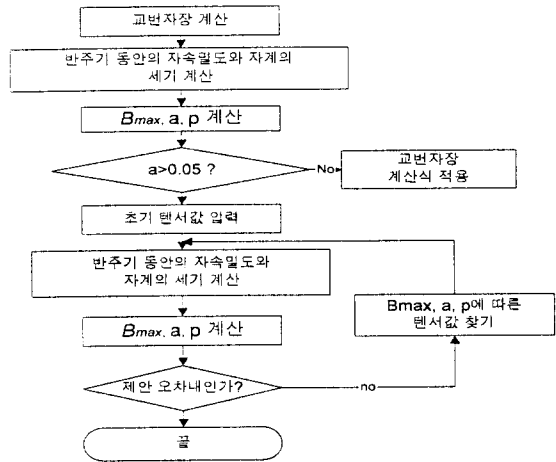 교번자장 계산
반주기 동안의 자속밀도와 자계의
세기 계산
Bmax, a, p 계산
a>0.05 ?
No
교번자장
계산식 적용
초기 텐서값 입력
반주기 동안의 자속밀도와
자계의 세기 계산
Bmax, a, p에 따른
텐서값 찾기
Bmax, a, p 계산
제안 오차내인가?
no
끝